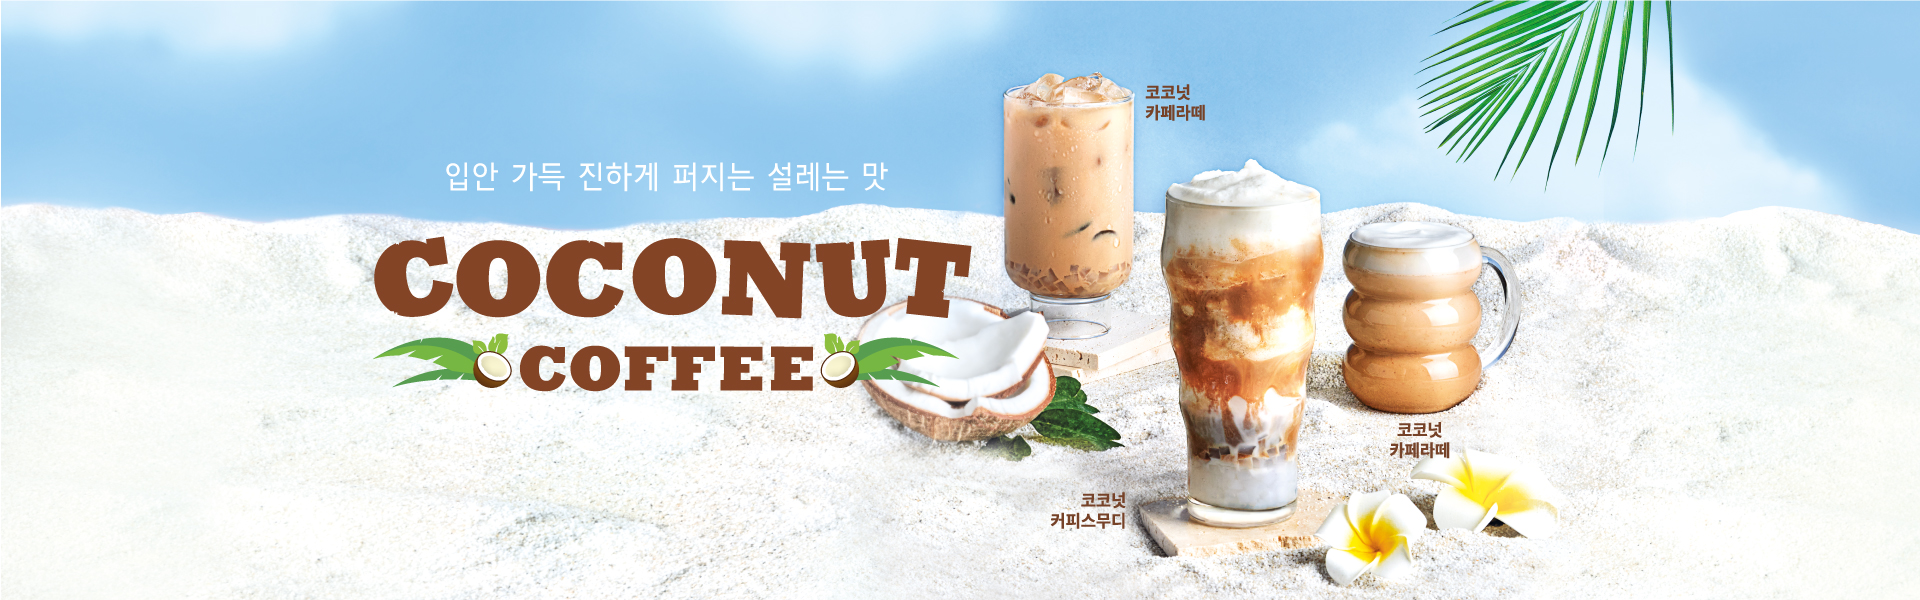 입안 가득 진하게 퍼지는 설레는 맛
COCONUT
COFFEE
코코넛
카페라떼
코코넛
커피스무디
코코넛
카페라떼